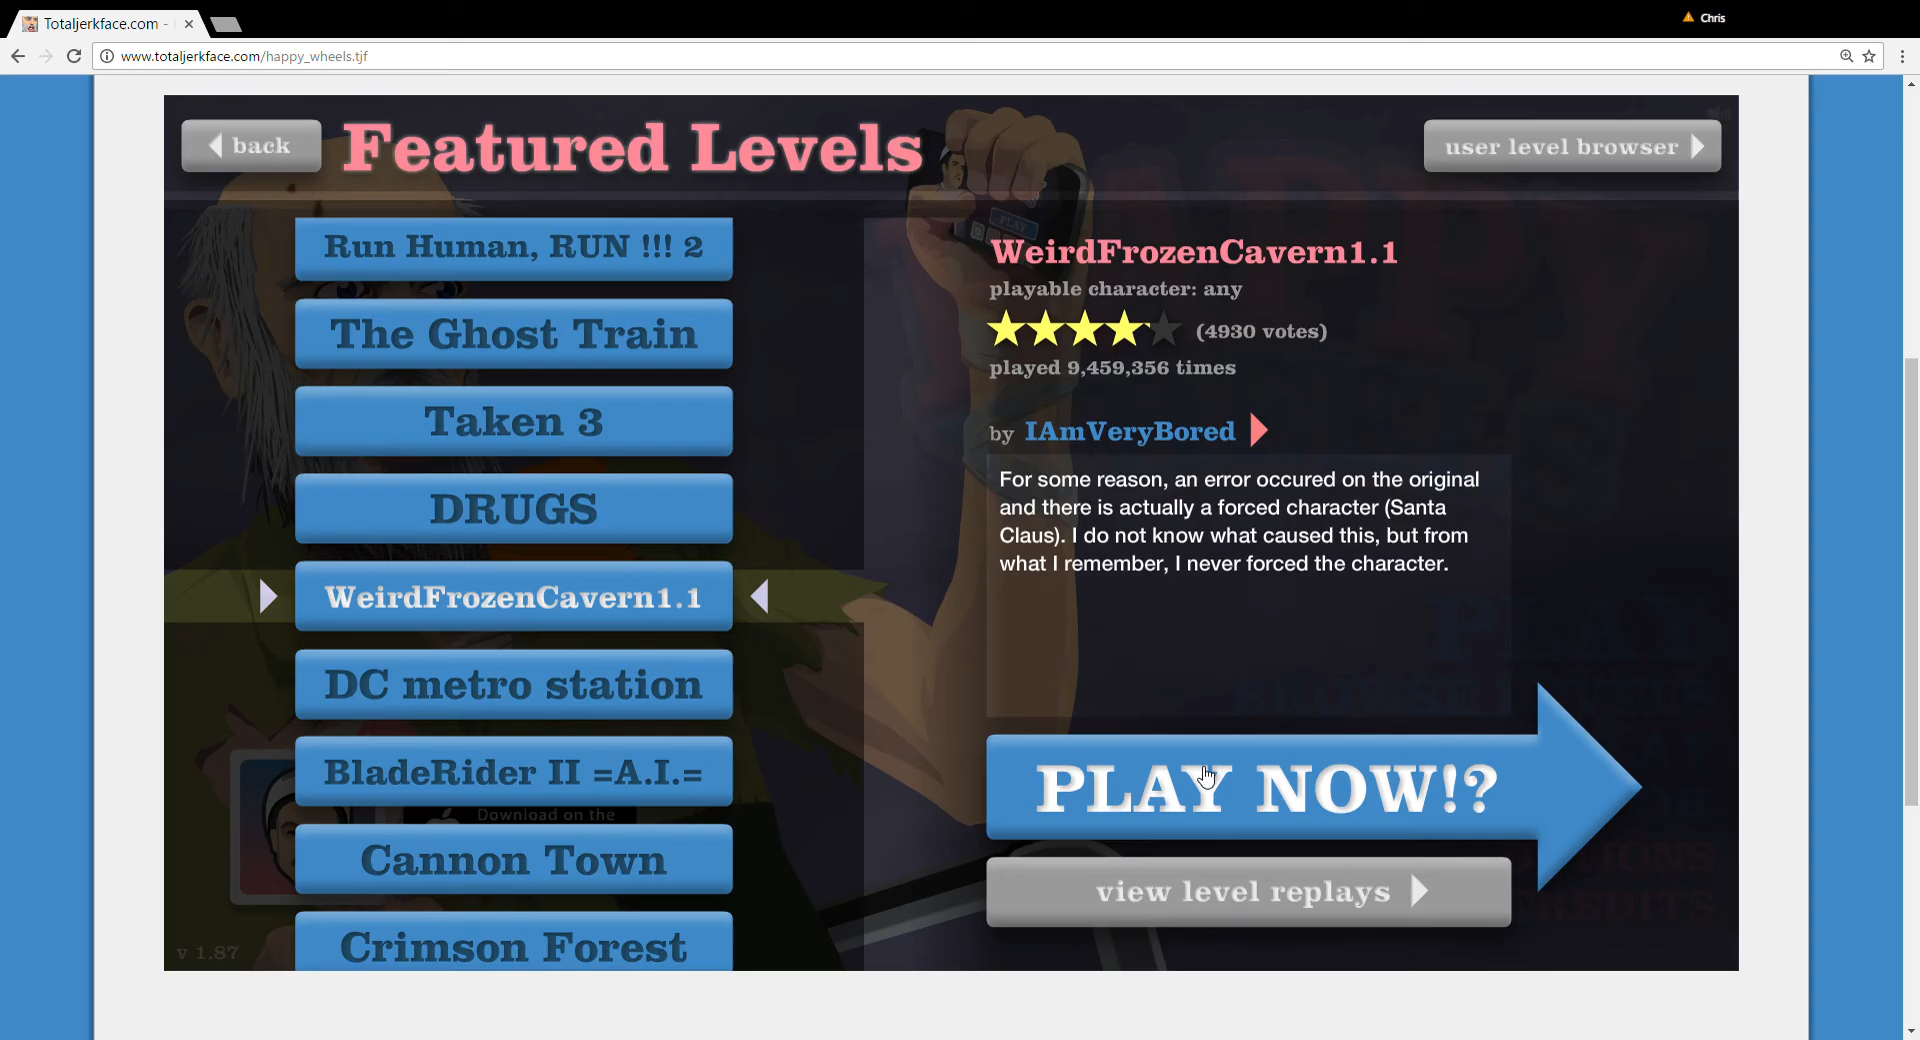 Totaljerkface.com -
Chris
www.totaljerkface.com/happy_wheels.tjf
back
Featured Levels
user level browser
Run Human, RUN !!! 2
The Ghost Train
Taken 3
DRUGS
WeirdFrozenCavern1.1
DC metro station
BladeRider II =A.I.=
Download on the
Cannon Town
Crimson Forest
v 1.87
WeirdFrozenCavern1.1
playable character: any
(4930 votes)
played 9,459,356 times
by IAmVeryBored
For some reason, an error occured on the original
and there is actually a forced character (Santa
Claus). I do not know what caused this, but from
what I remember, I never forced the character.
PLAY
BROWSE LEVELS
PLAY NOW!?
view level replays
CREDITS